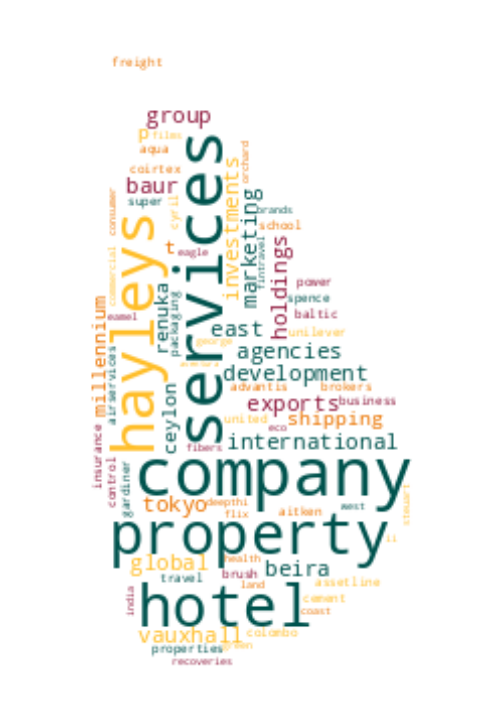 freight
group
p films
aqua
orchard
coirtex
baur
super
cyril
consumer
services
investments
marketing
brands
school
t
eagle
hayleys
commercial
fintravel
holdings
power
spence
baltic
eamel
millennium
renuka
packaging
east
unilever
george
agencies
airservices
development
advantis
brokers
ceylon
exports
business
united
shipping
eco
insurance
fibers
international
control
gardiner
company
tokyo
deepthi
flix
aitken
west
stewart
property
ii
global
health
beira
travel
brush
land
assetline
india
hotel
cement
coast
vauxhall
colombo
green
properties
recoveries